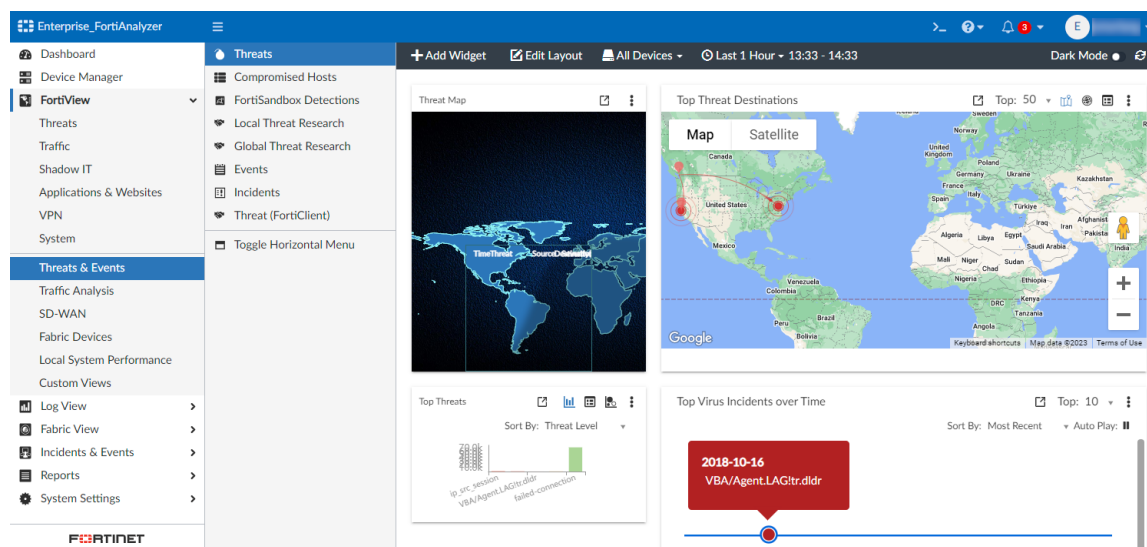 Enterprise_FortiAnalyzer
3
E
Dashboard
Device Manager
FortiView
Threats
Traffic
Shadow IT
Applications & Websites
VPN
System
Threats & Events
Traffic Analysis
SD-WAN
Fabric Devices
Local System Performance
Custom Views
Log View
Fabric View
Incidents & Events
Reports
System Settings
FORTINET
Threats
Compromised Hosts
FortiSandbox Detections
Local Threat Research
Global Threat Research
Events
Incidents
Threat (FortiClient)
Toggle Horizontal Menu
Add Widget Edit Layout All Devices Last 1 Hour 13:33 - 14:33 Dark Mode
Threat Map
TimeThreat
Top Threat Destinations Top: 50
Map Satellite
Sweden
Norway
Canada
United Kingdom
Poland
Germany Ukraine
Kazakhstan
France
Italy
Spain
Türkiye
United States
Iraq
Iran
Afghanist
Pakista
Algeria
Libya
Egypt
Saudi Arabia
India
Mexico
Mali
Niger
Chad
Sudan
Nigeria
Ethiopia
Venezuela
Colombia
DRC
Kenya
Tanzania
Brazil
Peru
Angola
Bolivia
Google
Keyboard shortcuts Map data ©2023 Terms of Use
Top Threats
Sort By: Threat Level
70.0k
ip_src_session
VBA/Agent.LAG!tr.dldr
failed-connection
Top Virus Incidents over Time Top: 10
Sort By: Most Recent Auto Play:
2018-10-16
VBA/Agent.LAG!tr.dldr